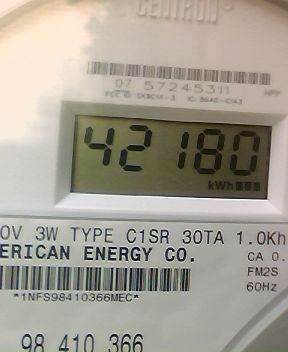 CENTRON®
07 57245311
42180
kWh
0V 3W TYPE C1SR 30TA 1.0Kh
ERICAN ENERGY CO.
CA 0.
FM2S
60Hz
*1NFS98410366MEC*
98 410 366